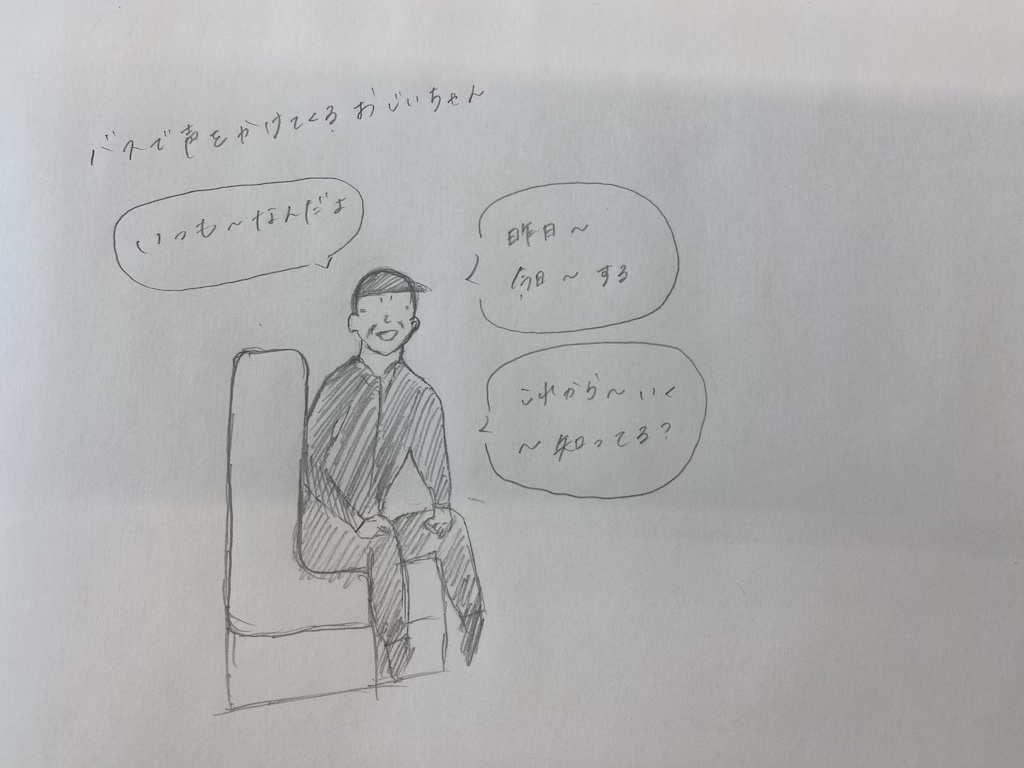 バスで声をかけてくるおじいちゃん
いつも〜なんだよ
昨日〜
今日〜する
これから〜いく
〜知ってる?